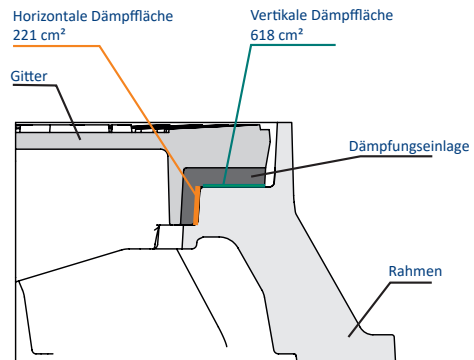 Horizontale Dämpffläche
221 cm²
Vertikale Dämpffläche
618 cm²
Gitter
Dämpfungseinlage
Rahmen